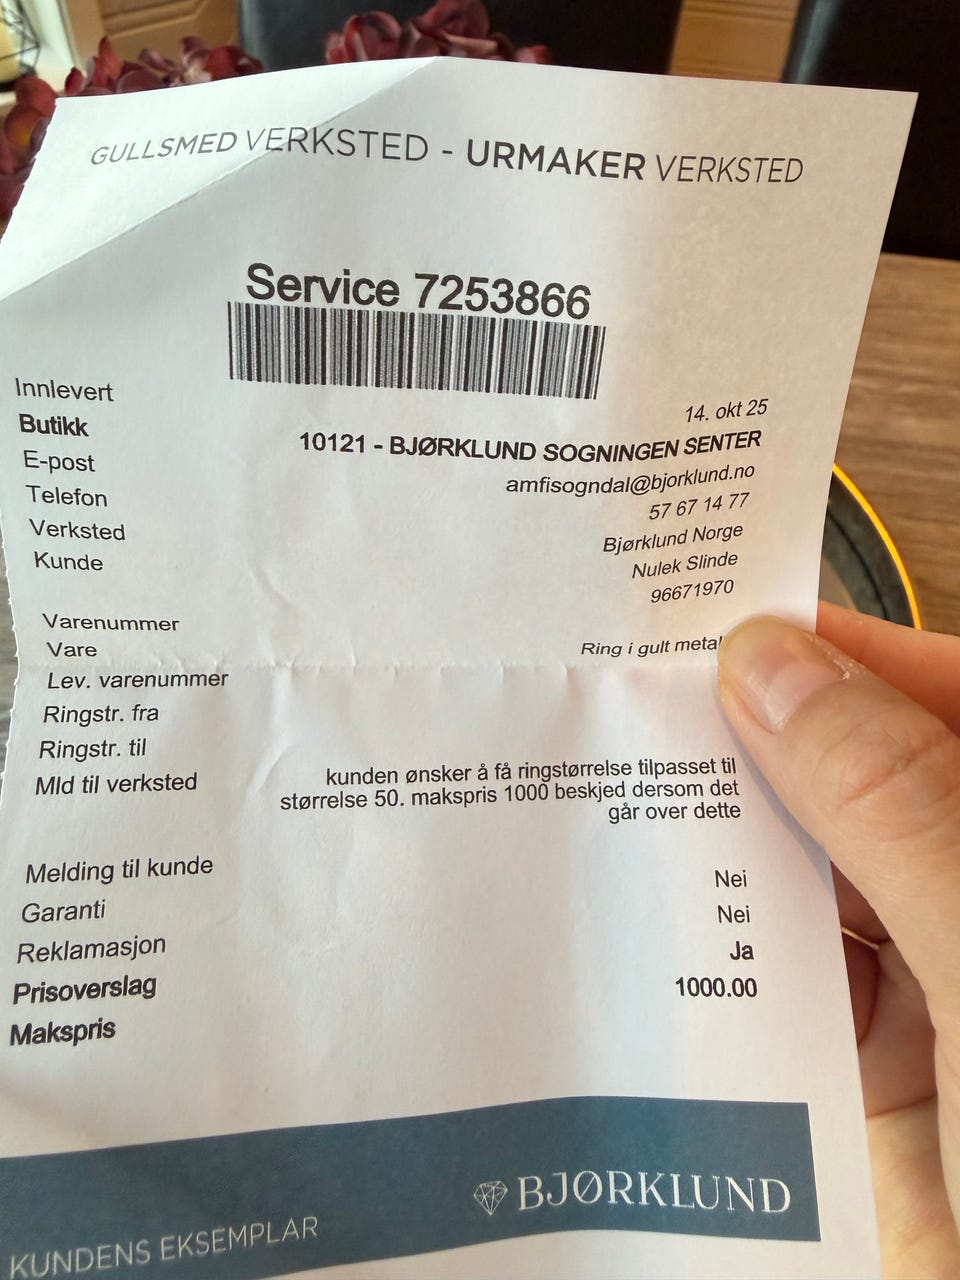 GULLSMED VERKSTED - URMAKER VERKSTED
Service 7253866
Innlevert 14. okt 25
Butikk 10121 - BJØRKLUND SOGNINGEN SENTER
E-post amfisogndal@bjorklund.no
Telefon 57 67 14 77
Verksted Bjørklund Norge
Kunde Nulek Slinde
96671970
Varenummer
Vare Ring i gult metall
Lev. varenummer
Ringstr. fra
Ringstr. til
Mld til verksted kunden ønsker å få ringstørrelse tilpasset til
størrelse 50. makspris 1000 beskjed dersom det
går over dette
Melding til kunde
Garanti Nei
Reklamasjon Nei
Prisoverslag Ja
Makspris 1000.00
BJØRKLUND
KUNDENS EKSEMPLAR